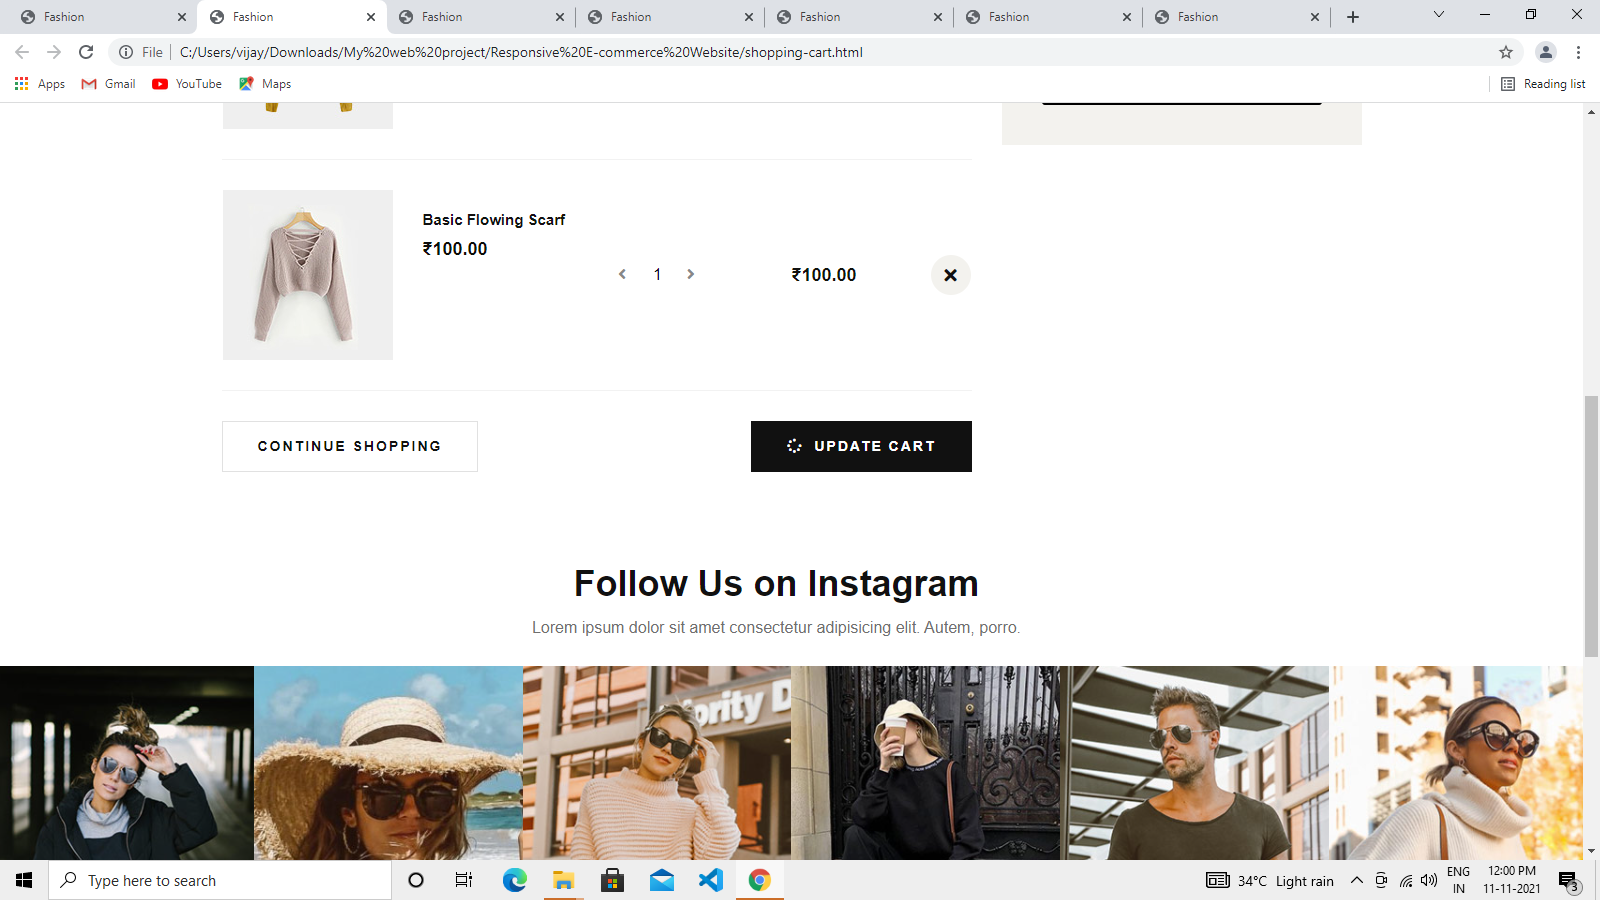 Fashion
Fashion
Fashion
Fashion
Fashion
Fashion
Fashion
File
C:/Users/vijay/Downloads/My%20web%20project/Responsive%20E-commerce%20Website/shopping-cart.html
Apps
Gmail
YouTube
Maps
Reading list
Basic Flowing Scarf
₹100.00
1
₹100.00
CONTINUE SHOPPING
UPDATE CART
Follow Us on Instagram
Lorem ipsum dolor sit amet consectetur adipisicing elit. Autem, porro.
ority D
Type here to search
34°C Light rain
ENG
IN
12:00 PM
11-11-2021
3